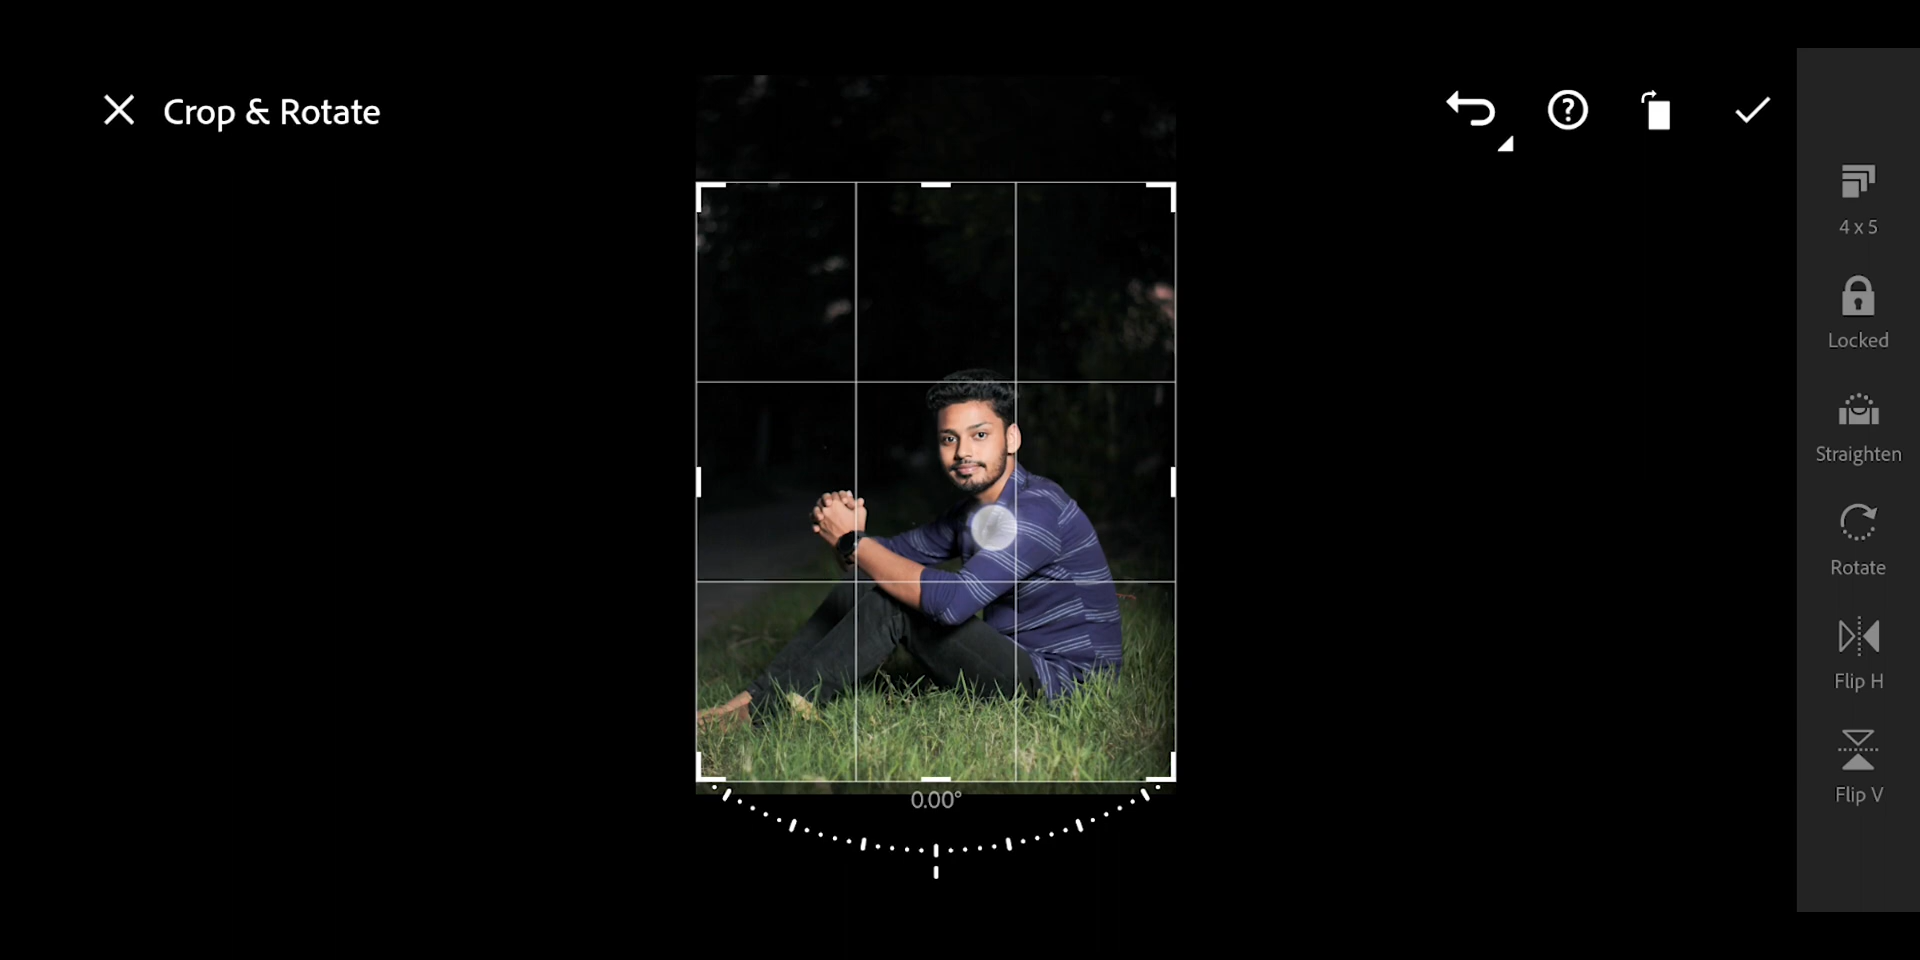 Crop & Rotate
4 x 5
Locked
Straighten
Rotate
Flip H
Flip V
0.00°